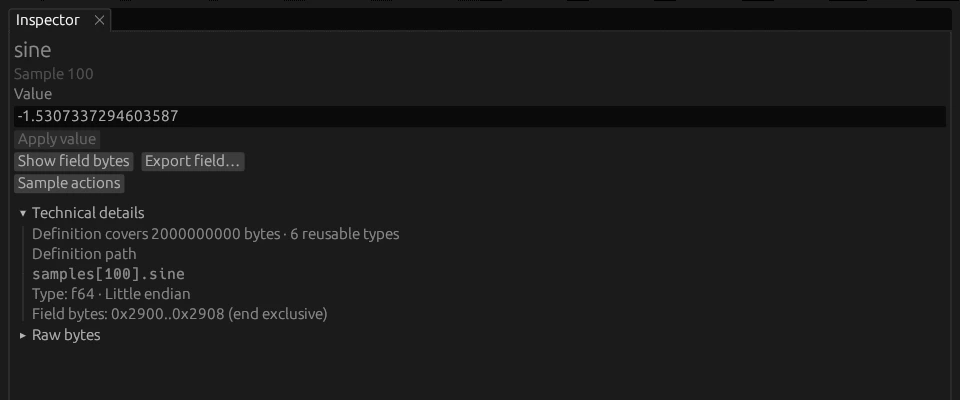 Inspector
sine
Sample 100
Value
-1.5307337294603587
Apply value
Show field bytes Export field...
Sample actions
Technical details
Definition covers 2000000000 bytes · 6 reusable types
Definition path
samples[100].sine
Type: f64 · Little endian
Field bytes: 0x2900..0x2908 (end exclusive)
Raw bytes